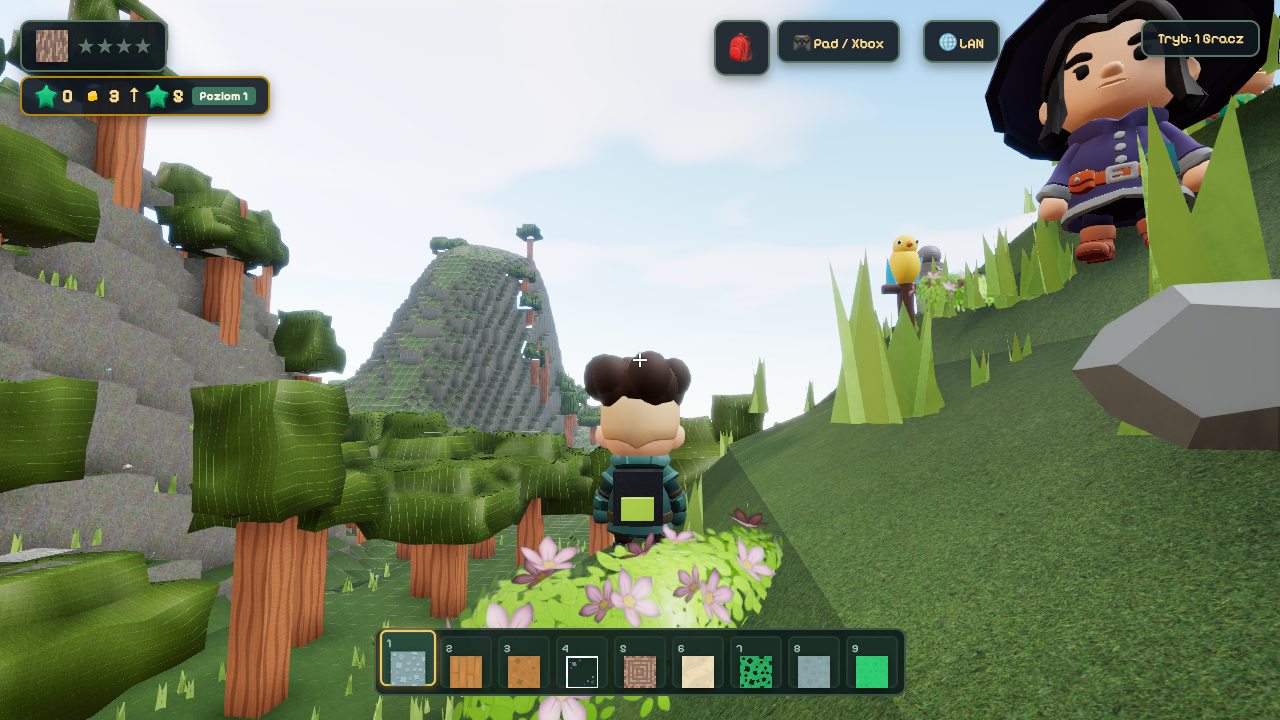 Pad / Xbox
LAN
Tryb: 1 Gracz
0 3 ↑ 8 Poziom 1
1 2 3 4 5 6 7 8 9